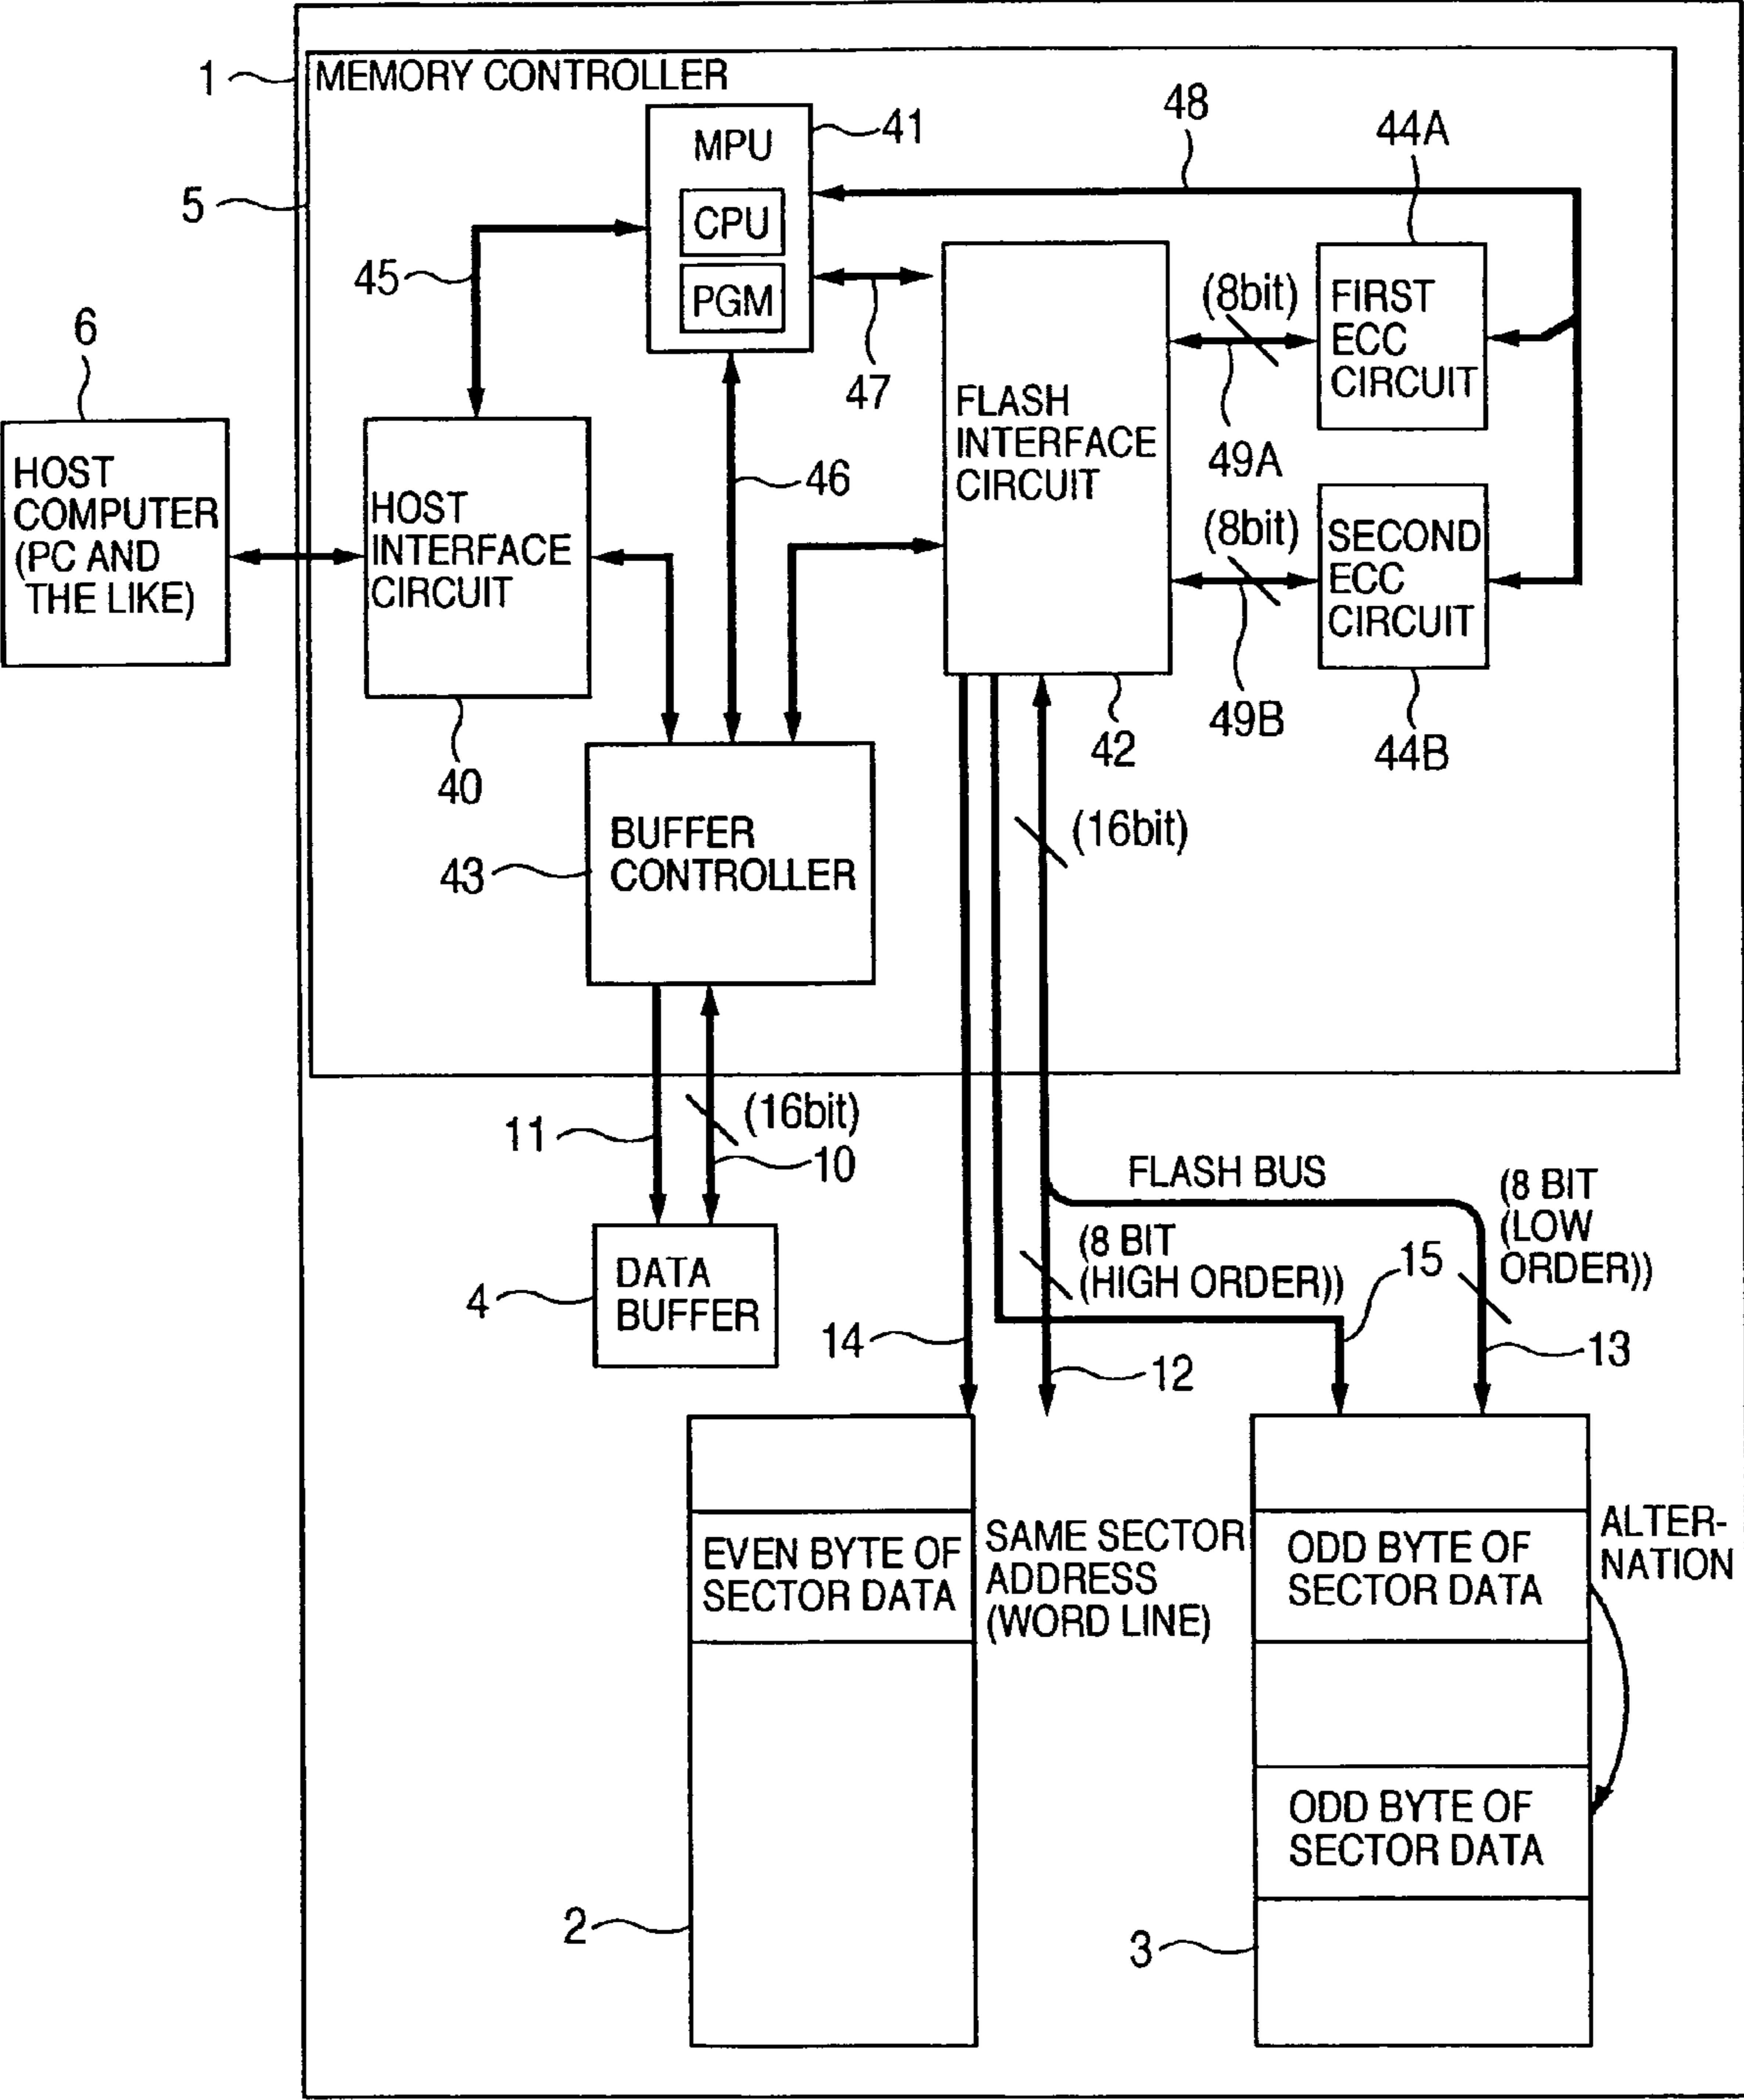 1
MEMORY CONTROLLER
5
MPU
CPU
PGM
41
48
44A
45
47
46
6
HOST
COMPUTER
(PC AND
THE LIKE)
HOST
INTERFACE
CIRCUIT
40
FLASH
INTERFACE
CIRCUIT
42
(8bit)
49A
FIRST
ECC
CIRCUIT
(8bit)
49B
SECOND
ECC
CIRCUIT
44B
BUFFER
CONTROLLER
43
(16bit)
11
(16bit)
10
DATA
BUFFER
4
FLASH BUS
(8 BIT
(HIGH ORDER))
(8 BIT
(LOW
ORDER))
15
14
12
13
EVEN BYTE OF
SECTOR DATA
SAME SECTOR
ADDRESS
(WORD LINE)
ODD BYTE OF
SECTOR DATA
ALTER-
NATION
ODD BYTE OF
SECTOR DATA
2
3